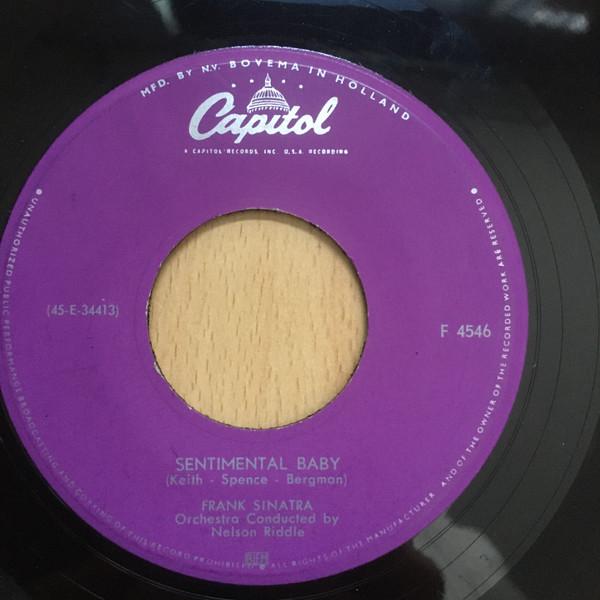 MFD. BY N.V. BOVEMA IN HOLLAND
Capitol
A CAPITOL RECORDS, INC. U.S.A. RECORDING
(45-E-34413)
F 4546
SENTIMENTAL BABY
(Keith - Spence - Bergman)
FRANK SINATRA
Orchestra Conducted by
Nelson Riddle
UNAUTHORIZED PUBLIC PERFORMANCE BROADCASTING AND COPYING OF THIS RECORD PROHIBITED
ALL RIGHTS OF THE MANUFACTURER AND OF THE OWNER OF THE RECORDED WORK ARE RESERVED